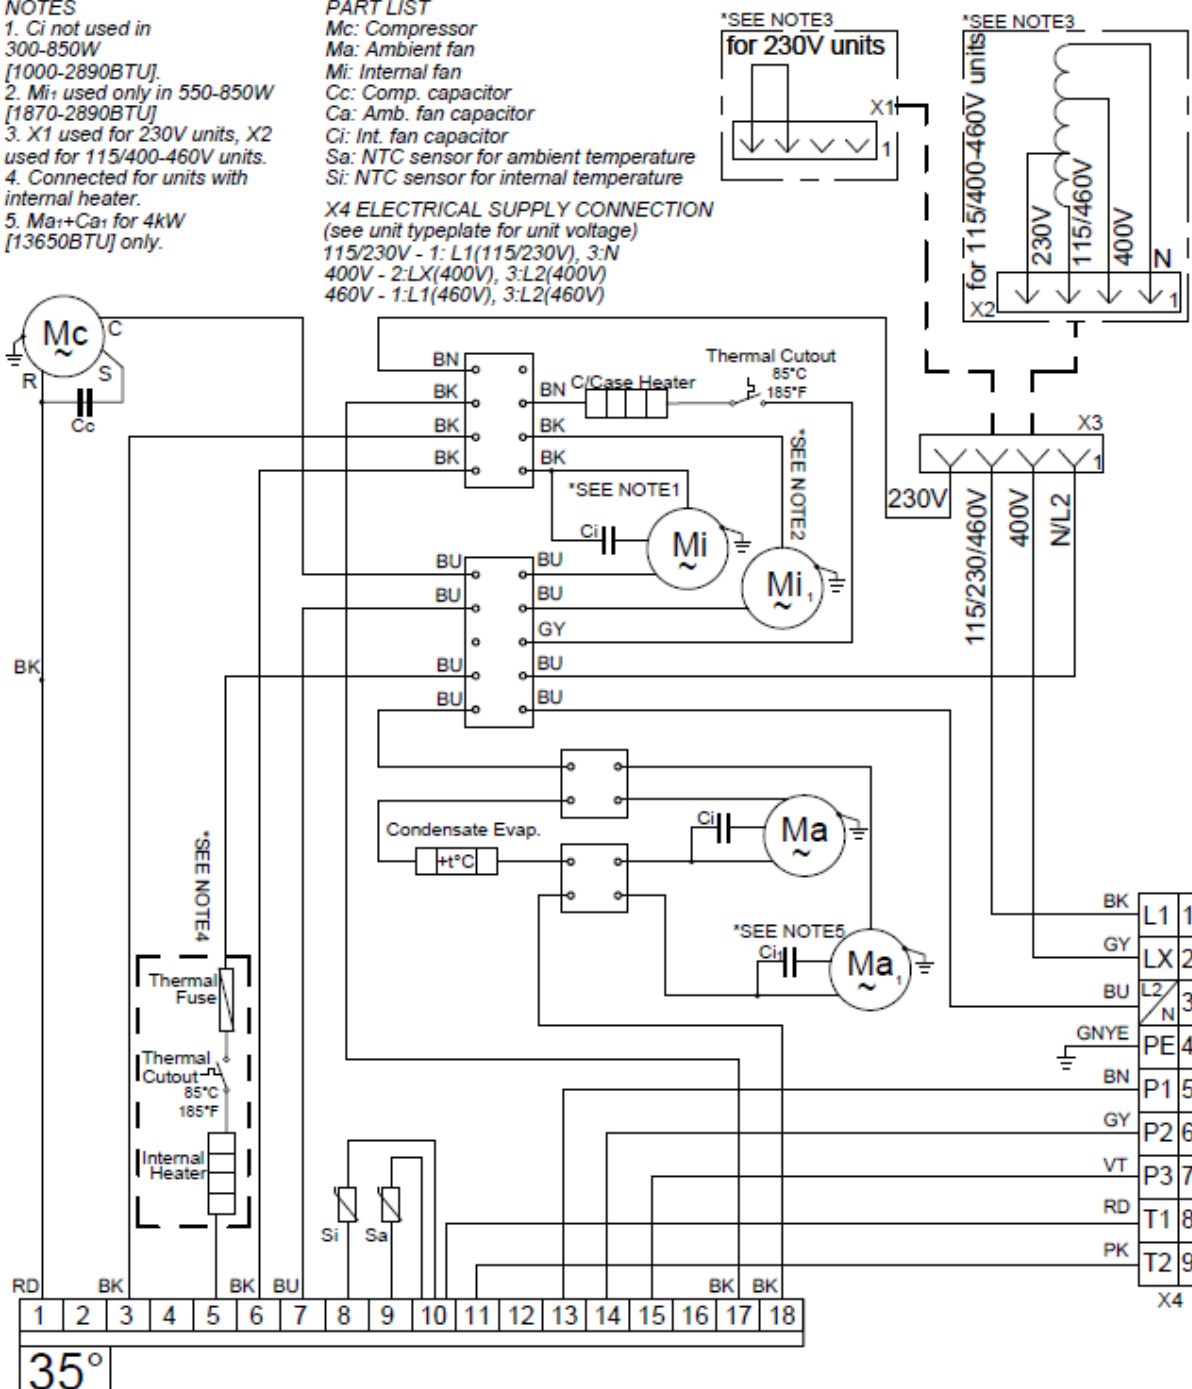 NOTES
1. Ci not used in
300-850W
[1000-2890BTU].
2. Mi₁ used only in 550-850W
[1870-2890BTU]
3. X1 used for 230V units, X2
used for 115/400-460V units.
4. Connected for units with
internal heater.
5. Ma₁+Ca₁ for 4kW
[13650BTU] only.
PART LIST
Mc: Compressor
Ma: Ambient fan
Mi: Internal fan
Cc: Comp. capacitor
Ca: Amb. fan capacitor
Ci: Int. fan capacitor
Sa: NTC sensor for ambient temperature
Si: NTC sensor for internal temperature
X4 ELECTRICAL SUPPLY CONNECTION
(see unit typeplate for unit voltage)
115/230V - 1: L1(115/230V), 3:N
400V - 2:LX(400V), 3:L2(400V)
460V - 1:L1(460V), 3:L2(460V)
*SEE NOTE3
for 230V units
X1
1
*SEE NOTE3
for 115/400-460V units
230V
115/460V
400V
N
X2
1
Mc
~
C
R
S
Cc
BN
BK
BK
BK
BN
C/Case Heater
Thermal Cutout
85°C
185°F
BK
BK
*SEE NOTE1
*SEE NOTE2
Ci
Mi
~
Mi₁
~
X3
1
230V
115/230/460V
400V
N/L2
BU
BU
BU
BU
BU
BU
GY
BU
BU
BK
Condensate Evap.
+t°C
Ci
Ma
~
*SEE NOTE5
Ci₁
Ma₁
~
*SEE NOTE4
Thermal
Fuse
Thermal
Cutout
85°C
185°F
Internal
Heater
Si
Sa
BK L1 1
GY LX 2
BU L2/N 3
GNYE PE 4
BN P1 5
GY P2 6
VT P3 7
RD T1 8
PK T2 9
X4
RD
BK
BK
BU
BK
BK
1 2 3 4 5 6 7 8 9 10 11 12 13 14 15 16 17 18
35°